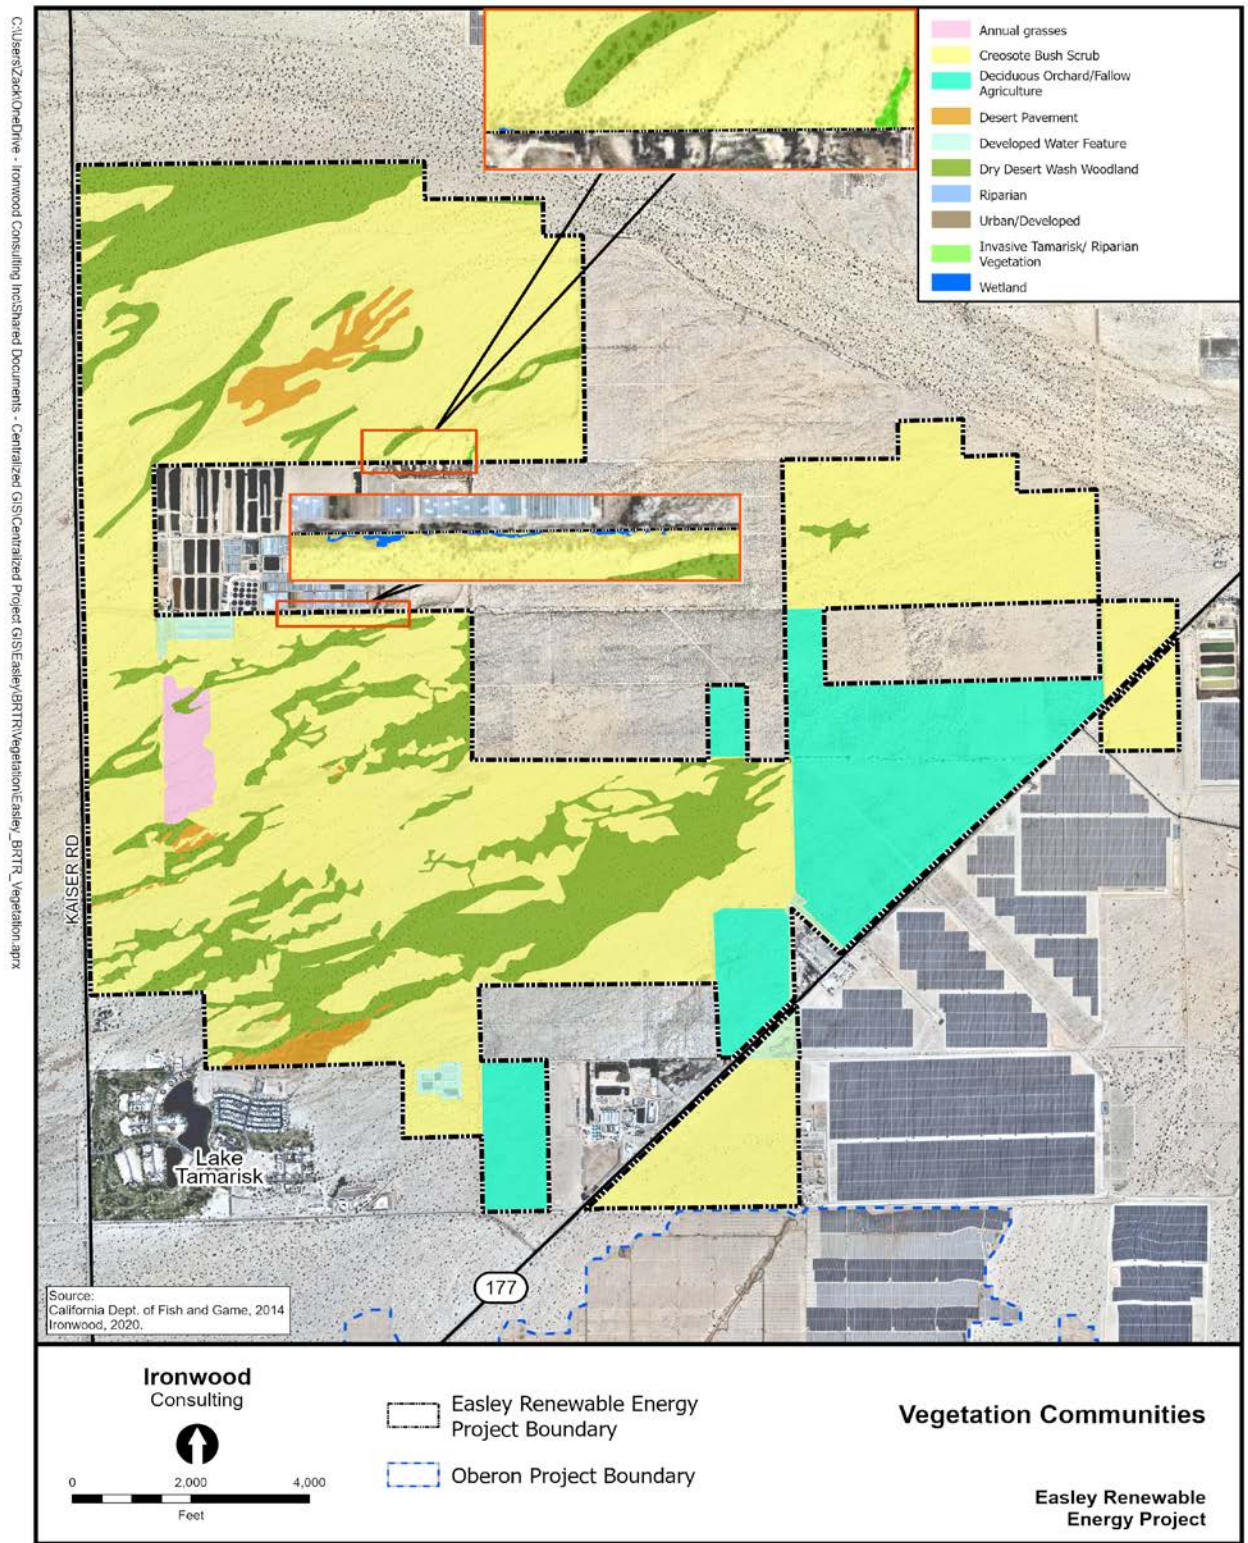 C:\Users\Zack\OneDrive - Ironwood Consulting Inc\Shared Documents - Centralized GIS\Centralized Project GIS\Easley\BRTR\Vegetation\Easley_BRTR_Vegetation.aprx
Annual grasses
Creosote Bush Scrub
Deciduous Orchard/Fallow
Agriculture
Desert Pavement
Developed Water Feature
Dry Desert Wash Woodland
Riparian
Urban/Developed
Invasive Tamarisk/ Riparian
Vegetation
Wetland
KAISER RD
Lake
Tamarisk
177
Source:
California Dept. of Fish and Game, 2014
Ironwood, 2020.
Ironwood
Consulting
0 2,000 4,000
Feet
Easley Renewable Energy
Project Boundary
Oberon Project Boundary
Vegetation Communities
Easley Renewable
Energy Project